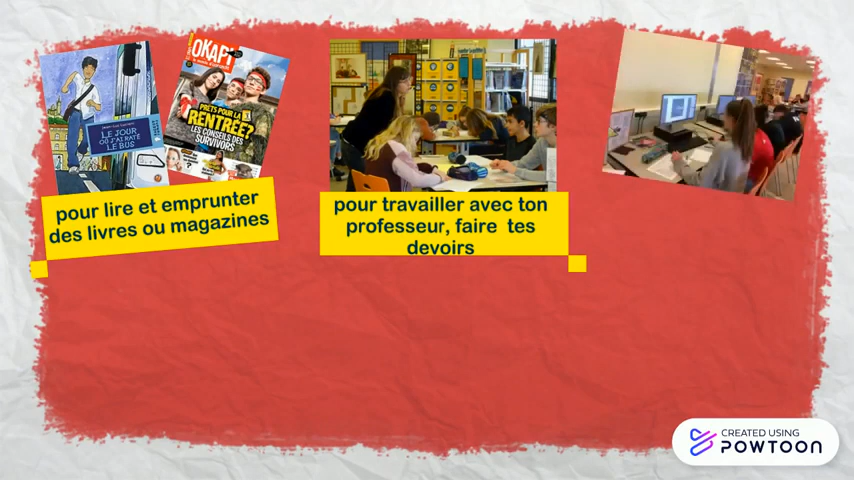 LE JOUR
OÙ J'AI RATÉ
LE BUS
OKAPI
PRÊTS POUR LA
RENTRÉE?
LES CONSEILS DES
SURVIVORS
pour lire et emprunter
des livres ou magazines
pour travailler avec ton
professeur, faire tes
devoirs
CREATED USING
POWTOON